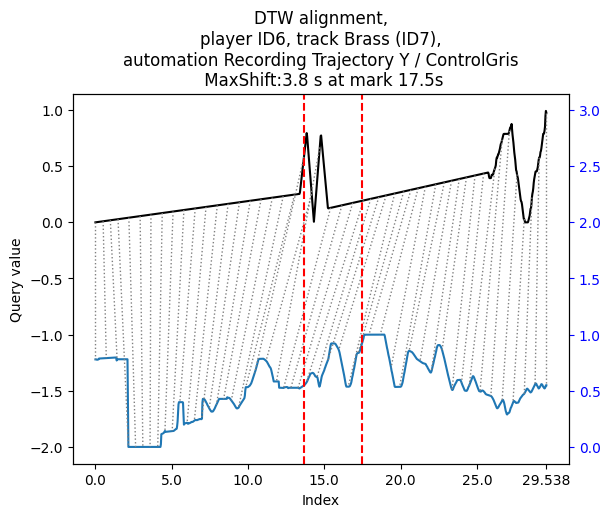 DTW alignment,
player ID6, track Brass (ID7),
automation Recording Trajectory Y / ControlGris
MaxShift:3.8 s at mark 17.5s
1.0
0.5
0.0
−0.5
−1.0
−1.5
−2.0
Query value
3.0
2.5
2.0
1.5
1.0
0.5
0.0
0.0 5.0 10.0 15.0 20.0 25.0 29.538
Index